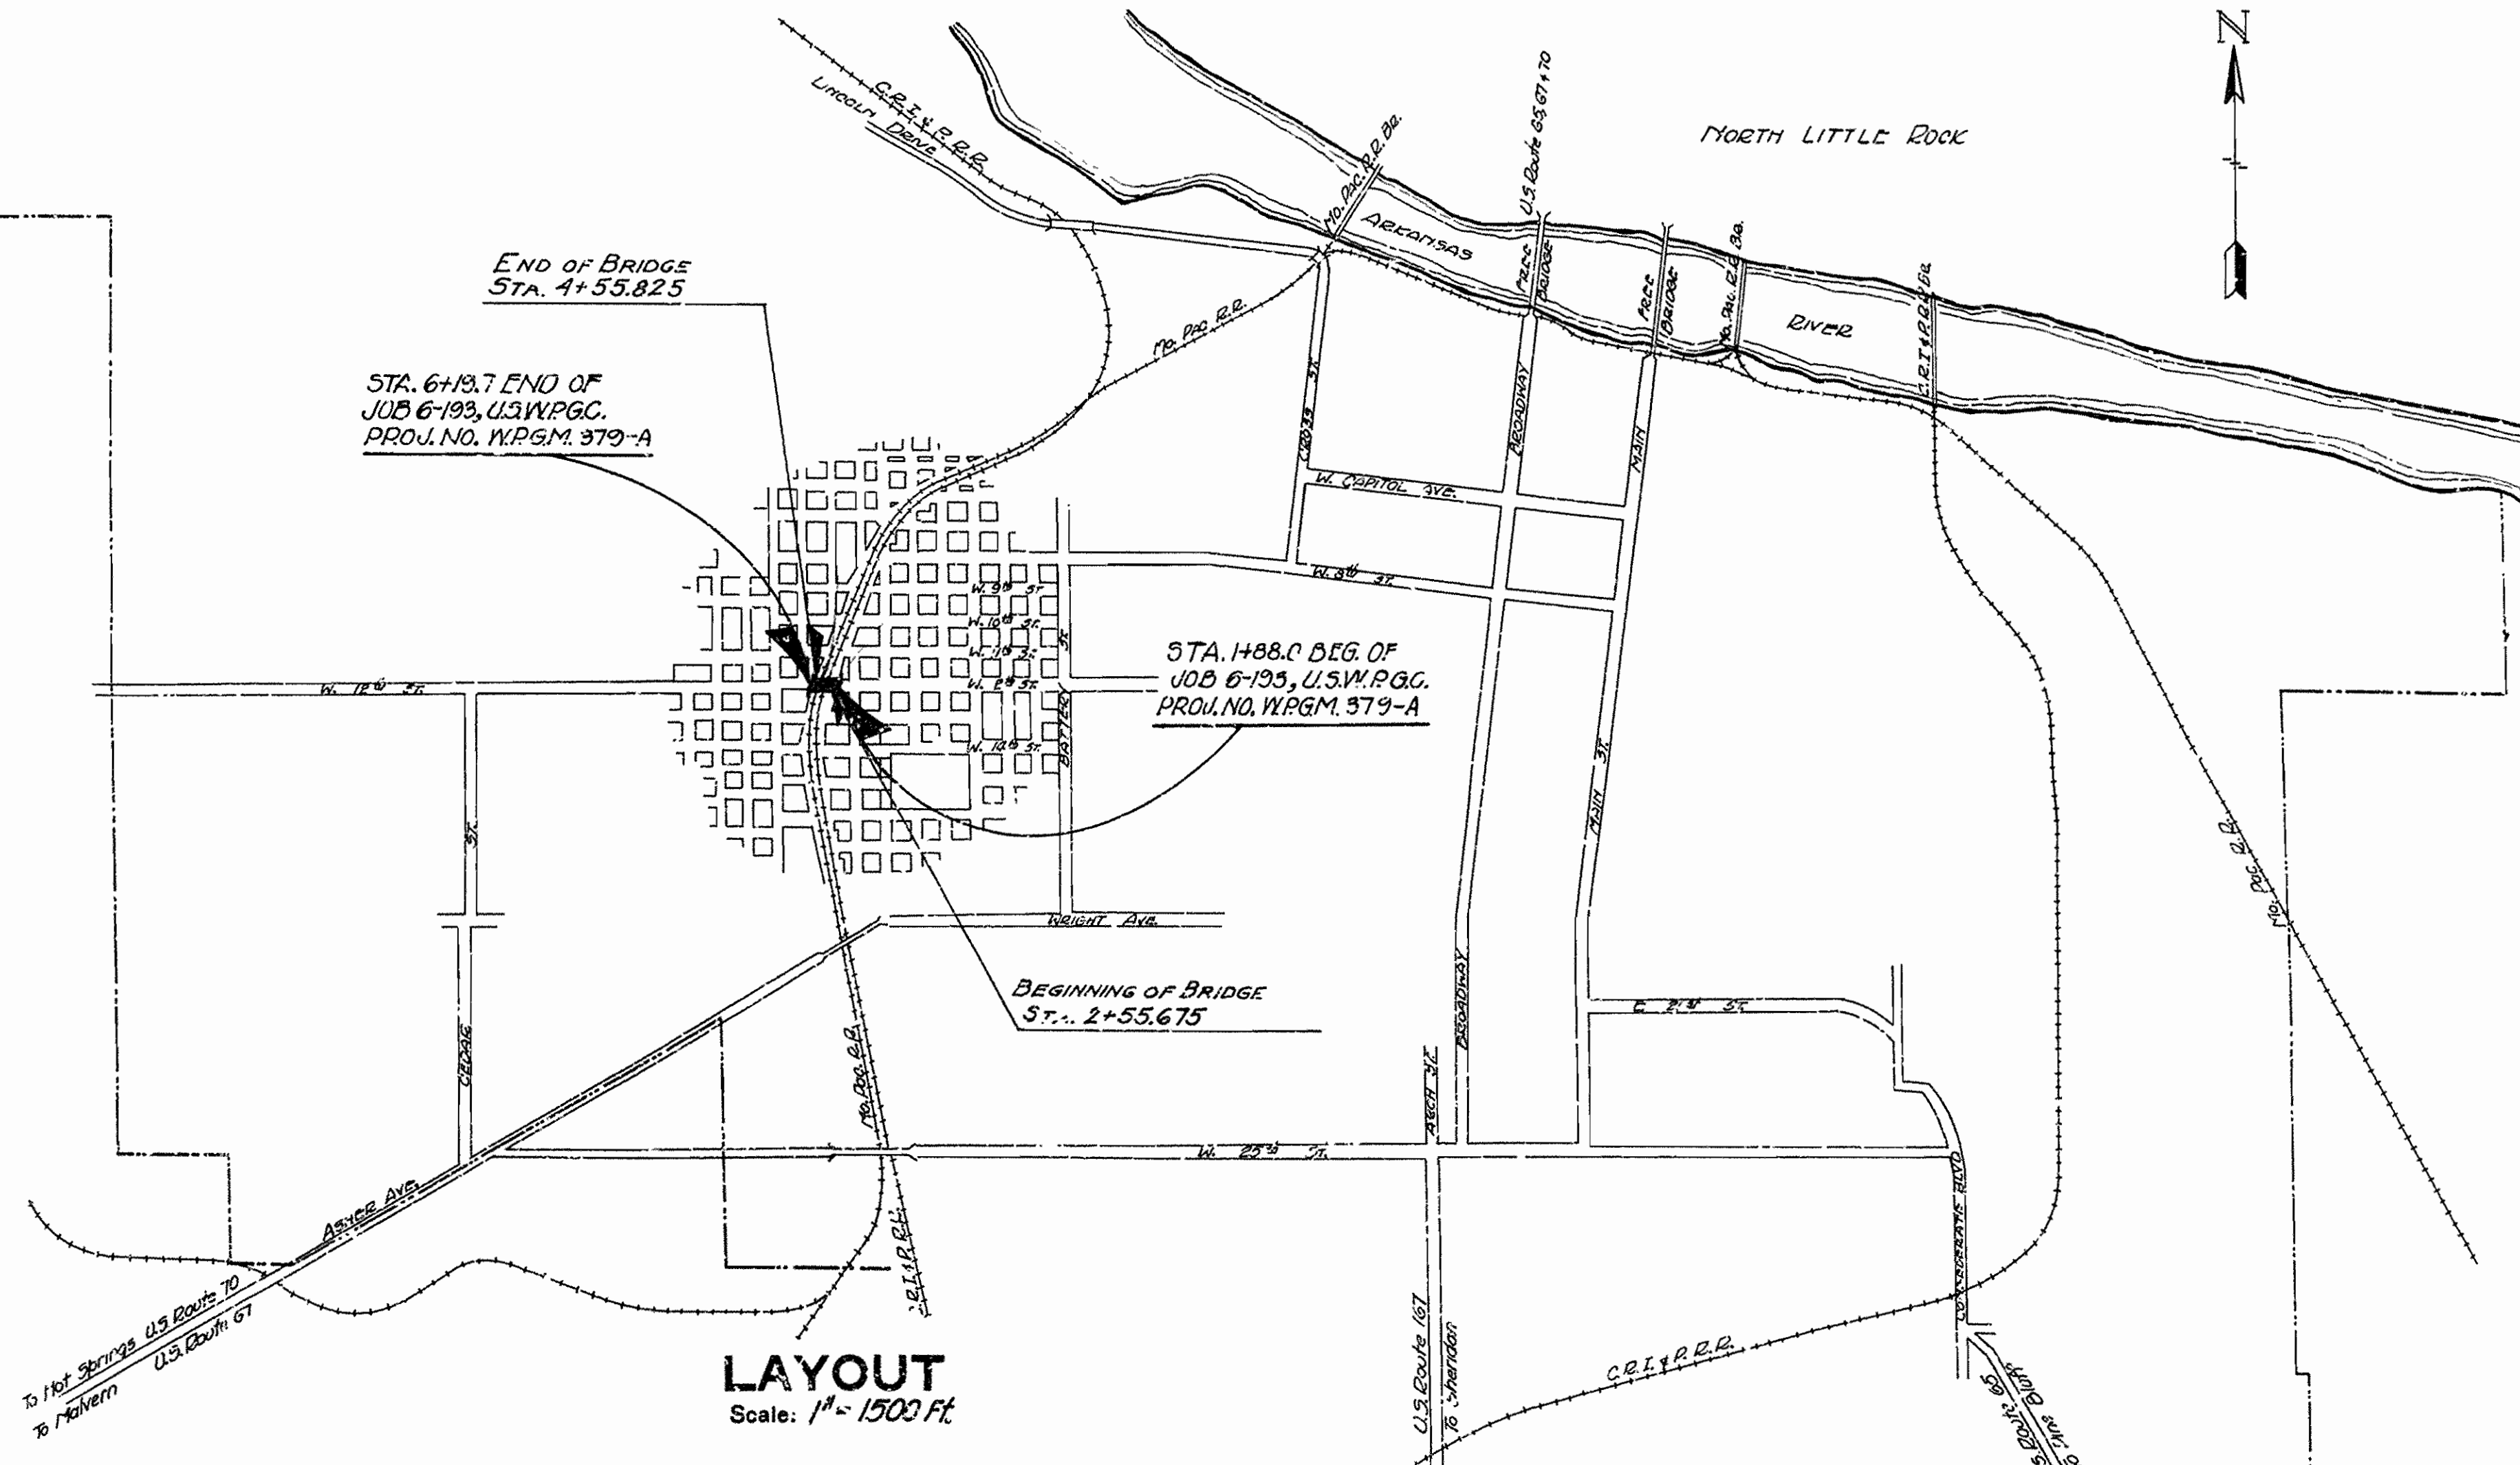 N
NORTH LITTLE ROCK
C.R.I. & P.R.R.
LINCOLN DRIVE
Mo. PAC. R.R. BR.
U.S. Route 65, 67 & 70
ARKANSAS
RIVER
FREE BRIDGE
FREE BRIDGE
Mo. PAC. R.R. BR.
C.R.I. & P.R.R. BR.
END OF BRIDGE
STA. 4+55.825
STA. 6+19.7 END OF
JOB 6-193, U.S.W.P.G.C.
PROJ. NO. W.P.G.M. 379-A
Mo. PAC. R.R.
CROSS ST.
BROADWAY
MAIN
W. CAPITOL AVE.
W. 8th ST.
W. 9th ST.
W. 10th ST.
W. 11th ST.
W. 12th ST.
W. 14th ST.
BATTERY ST.
W. 12th ST.
STA. 1+88.0 BEG. OF
JOB 6-193, U.S.W.P.G.C.
PROJ. NO. W.P.G.M. 379-A
MAIN ST.
WRIGHT AVE.
CEDAR ST.
BEGINNING OF BRIDGE
STA. 2+55.675
BROADWAY
E. 21st ST.
Mo. PAC. R.R.
Mo. PAC. R.R.
ARCH ST.
W. 25th ST.
ASHER AVE.
CONFEDERATE BLVD
R.I. & P. R.R.
To Hot Springs U.S. Route 70
To Malvern U.S. Route 67
U.S. Route 167
To Sheridan
C.R.I. & P.R.R.
S. Route 65
Pine Bluff
LAYOUT
Scale: 1" = 1500 Ft.